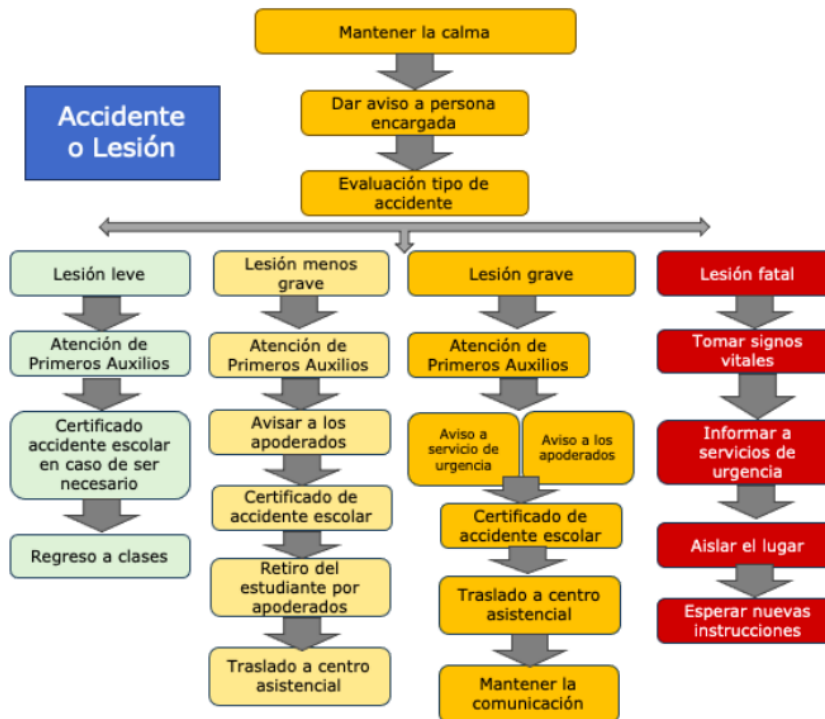 Mantener la calma
Accidente
o Lesión
Dar aviso a persona
encargada
Evaluación tipo de
accidente
Lesión leve
Atención de
Primeros Auxilios
Certificado
accidente escolar
en caso de ser
necesario
Regreso a clases
Lesión menos
grave
Atención de
Primeros Auxilios
Avisar a los
apoderados
Certificado de
accidente escolar
Retiro del
estudiante por
apoderados
Traslado a centro
asistencial
Lesión grave
Atención de
Primeros Auxilios
Aviso a
servicio de
urgencia
Aviso a los
apoderados
Certificado de
accidente escolar
Traslado a centro
asistencial
Mantener la
comunicación
Lesión fatal
Tomar signos
vitales
Informar a
servicios de
urgencia
Aislar el lugar
Esperar nuevas
instrucciones